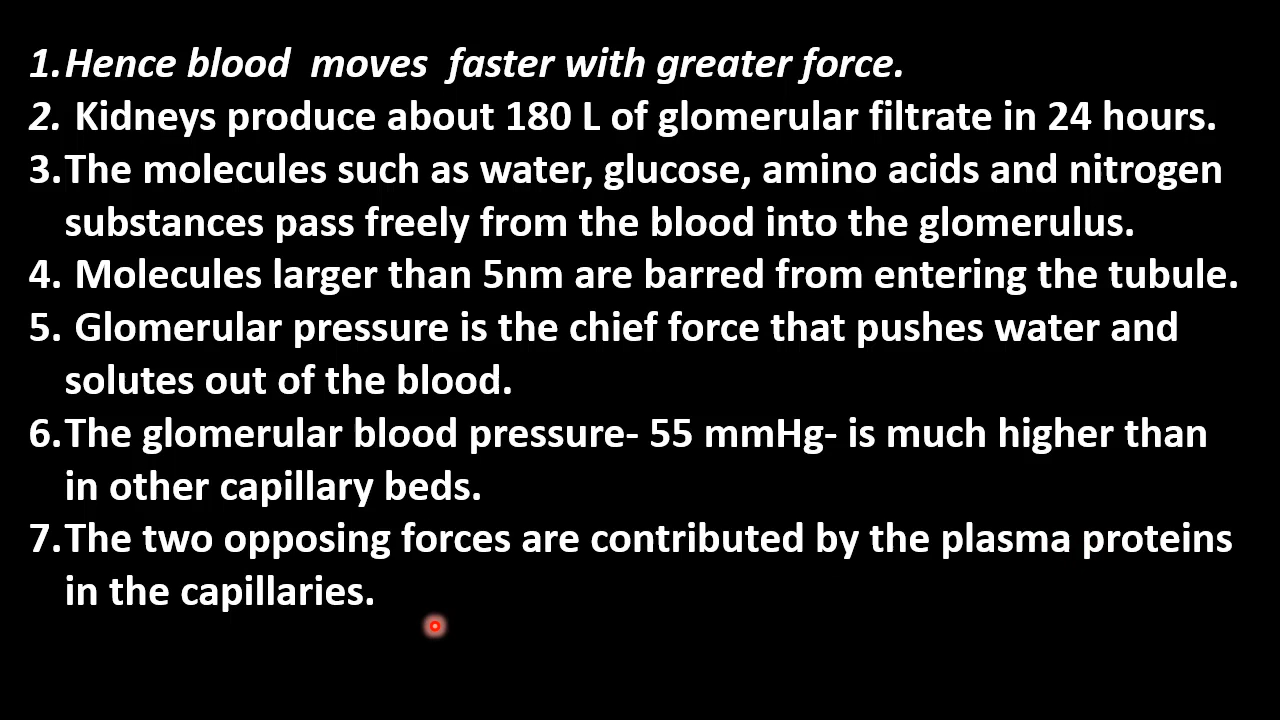 1.Hence blood  moves  faster with greater force.
2. Kidneys produce about 180 L of glomerular filtrate in 24 hours.
3.The molecules such as water, glucose, amino acids and nitrogen
substances pass freely from the blood into the glomerulus.
4. Molecules larger than 5nm are barred from entering the tubule.
5. Glomerular pressure is the chief force that pushes water and
solutes out of the blood.
6.The glomerular blood pressure- 55 mmHg- is much higher than
in other capillary beds.
7.The two opposing forces are contributed by the plasma proteins
in the capillaries.